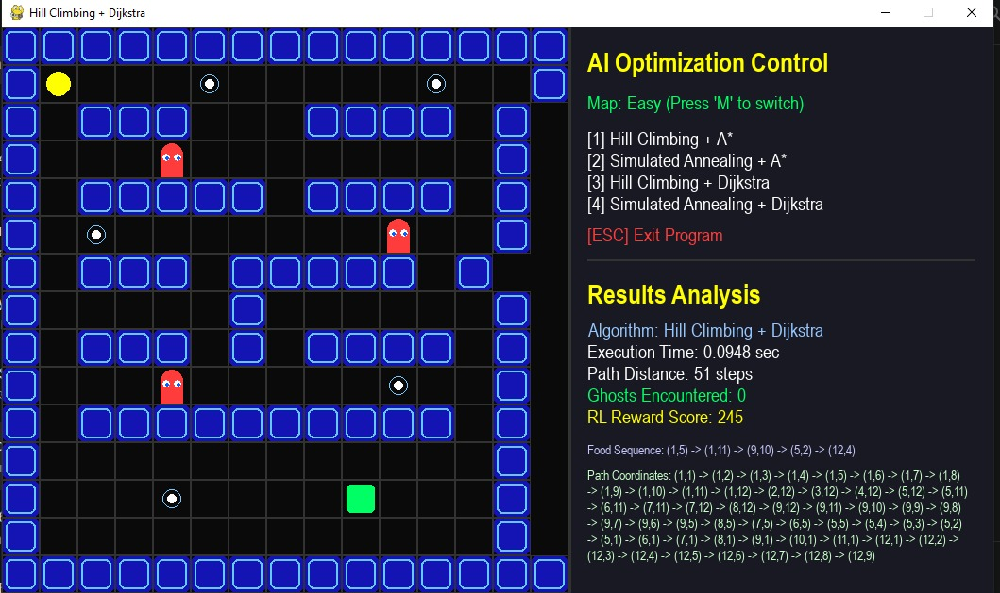 Hill Climbing + Dijkstra
AI Optimization Control
Map: Easy (Press 'M' to switch)
[1] Hill Climbing + A*
[2] Simulated Annealing + A*
[3] Hill Climbing + Dijkstra
[4] Simulated Annealing + Dijkstra
[ESC] Exit Program
Results Analysis
Algorithm: Hill Climbing + Dijkstra
Execution Time: 0.0948 sec
Path Distance: 51 steps
Ghosts Encountered: 0
RL Reward Score: 245
Food Sequence: (1,5) -> (1,11) -> (9,10) -> (5,2) -> (12,4)
Path Coordinates: (1,1) -> (1,2) -> (1,3) -> (1,4) -> (1,5) -> (1,6) -> (1,7) -> (1,8)
-> (1,9) -> (1,10) -> (1,11) -> (1,12) -> (2,12) -> (3,12) -> (4,12) -> (5,12) -> (5,11)
-> (6,11) -> (7,11) -> (7,12) -> (8,12) -> (9,12) -> (9,11) -> (9,10) -> (9,9) -> (9,8)
-> (9,7) -> (9,6) -> (9,5) -> (8,5) -> (7,5) -> (6,5) -> (5,5) -> (5,4) -> (5,3) -> (5,2)
-> (5,1) -> (6,1) -> (7,1) -> (8,1) -> (9,1) -> (10,1) -> (11,1) -> (12,1) -> (12,2) ->
(12,3) -> (12,4) -> (12,5) -> (12,6) -> (12,7) -> (12,8) -> (12,9)